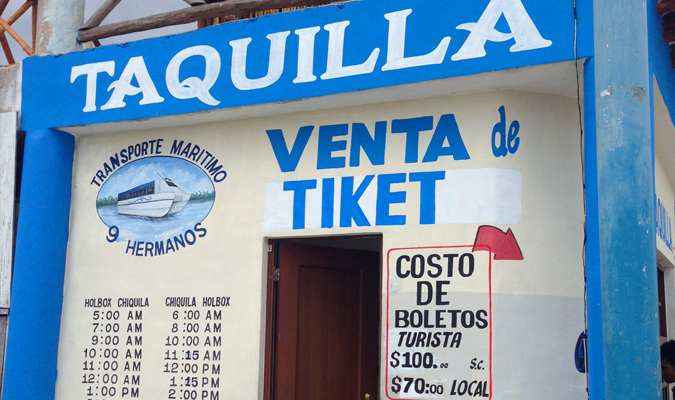 TAQUILLA
VENTA de
TIKET
TRANSPORTE MARITIMO
9 HERMANOS
HOLBOX CHIQUILA
5:00 AM
7:00 AM
9:00 AM
10:00 AM
11:00 AM
12:00 AM
1:00 PM
CHIQUILA HOLBOX
6:00 AM
8:00 AM
10:00 AM
11:15 AM
12:00 PM
1:15 PM
2:00 PM
COSTO
DE
BOLETOS
TURISTA
$100.00 S.C.
$70:00 LOCAL